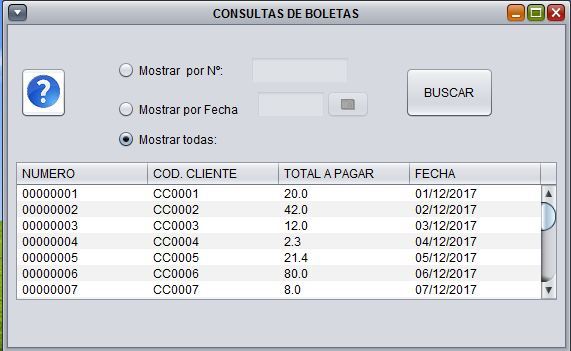 CONSULTAS DE BOLETAS
Mostrar por Nº:
Mostrar por Fecha
BUSCAR
Mostrar todas:
NUMERO COD. CLIENTE TOTAL A PAGAR FECHA
00000001 CC0001 20.0 01/12/2017
00000002 CC0002 42.0 02/12/2017
00000003 CC0003 12.0 03/12/2017
00000004 CC0004 2.3 04/12/2017
00000005 CC0005 21.4 05/12/2017
00000006 CC0006 80.0 06/12/2017
00000007 CC0007 8.0 07/12/2017